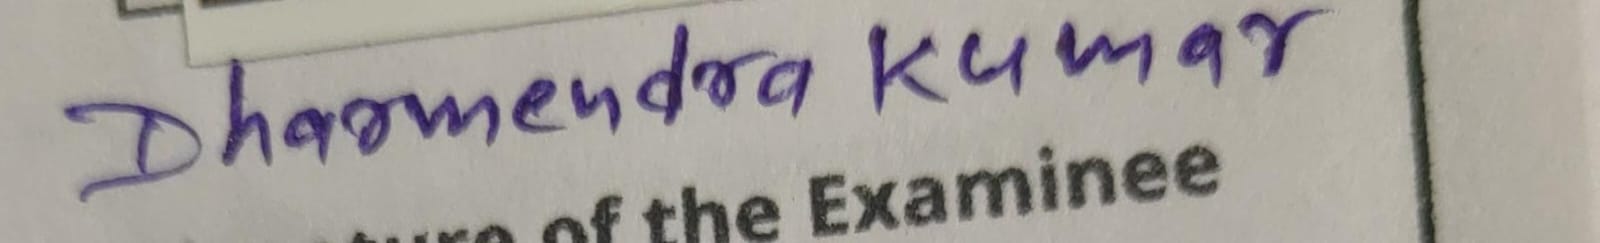 Dharmendra Kumar
of the Examinee